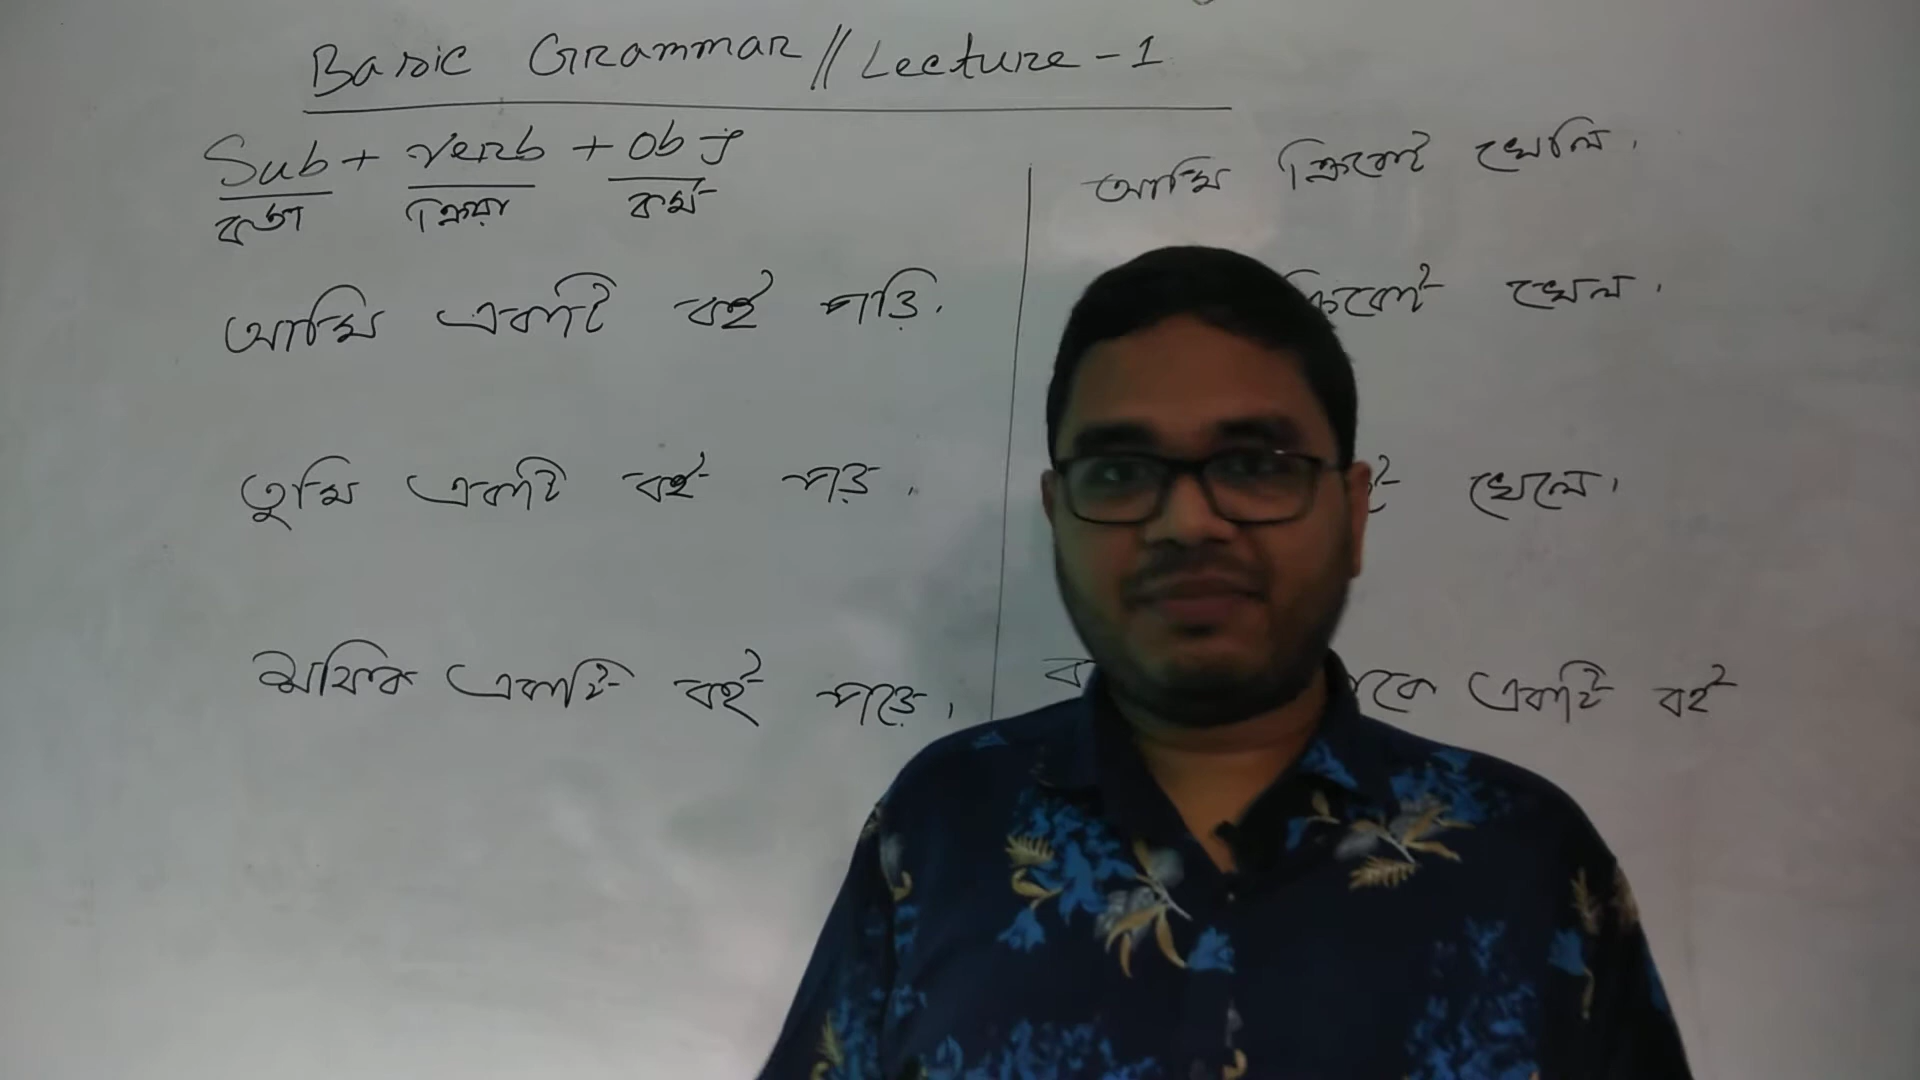 Basic Grammar // Lecture - 1
Sub + Verb + Obj
কর্তা ক্রিয়া কর্ম
আমি একটি বই পড়ি.
তুমি একটি বই পড়.
একটি বই পড়ে.
আমি ক্রিকেট খেলি.
ক্রিকেট খেল.
খেলে.
একটি বই